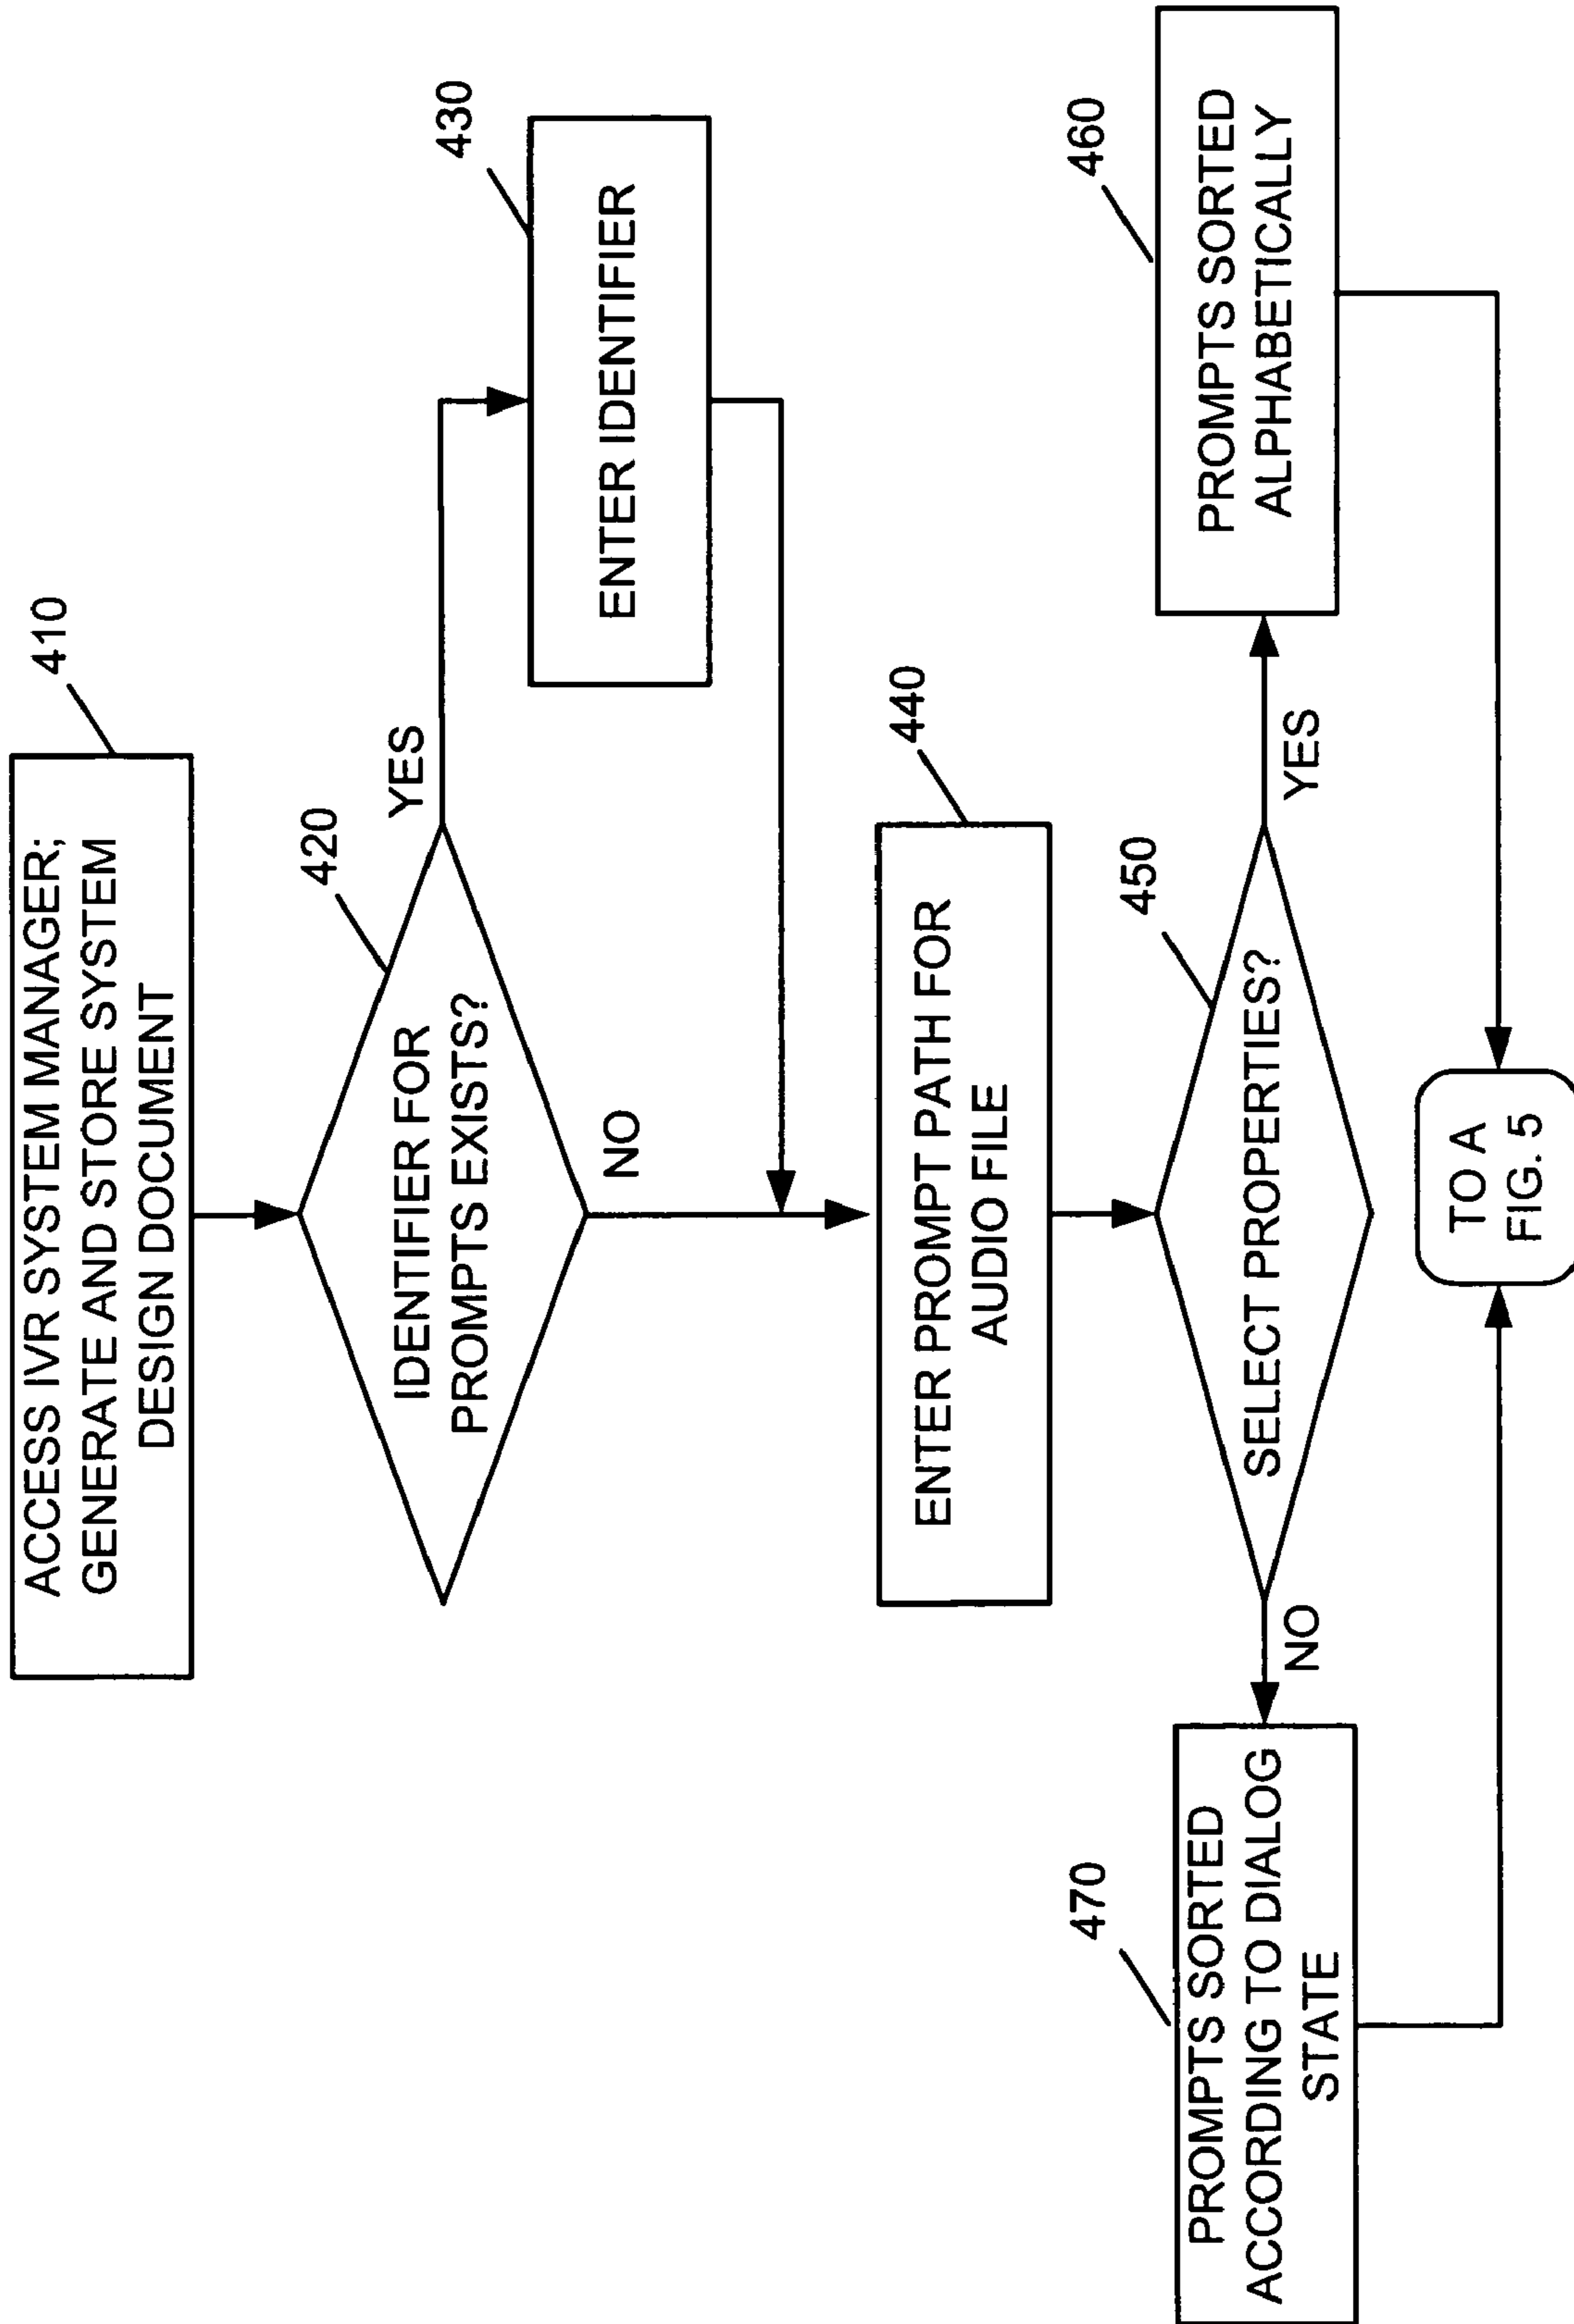 410
ACCESS IVR SYSTEM MANAGER;
GENERATE AND STORE SYSTEM
DESIGN DOCUMENT
420
IDENTIFIER FOR
PROMPTS EXISTS?
YES
NO
430
ENTER IDENTIFIER
440
ENTER PROMPT PATH FOR
AUDIO FILE
450
SELECT PROPERTIES?
NO
YES
470
PROMPTS SORTED
ACCORDING TO DIALOG
STATE
460
PROMPTS SORTED
ALPHABETICALLY
TO A
FIG. 5